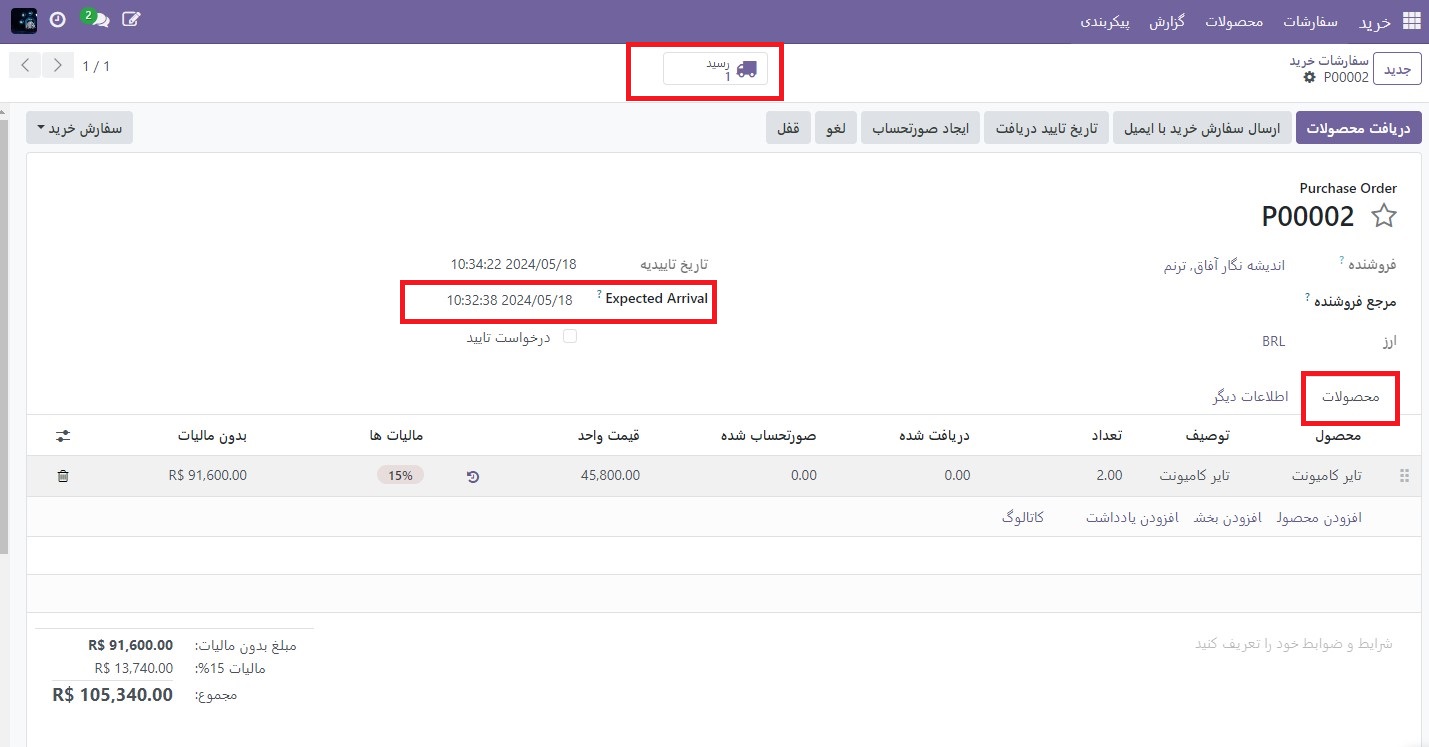 خرید سفارشات محصولات گزارش پیکربندی
2
جدید
سفارشات خرید
P00002
رسید
1
1 / 1
دریافت محصولات ارسال سفارش خرید با ایمیل تاریخ تایید دریافت ایجاد صورتحساب لغو قفل
سفارش خرید
Purchase Order
P00002
فروشنده ? اندیشه نگار آفاق, ترنم
تاریخ تاییدیه 10:34:22 2024/05/18
مرجع فروشنده ?
Expected Arrival ? 10:32:38 2024/05/18
ارز BRL
درخواست تایید
محصولات اطلاعات دیگر
محصول توصیف تعداد دریافت شده صورتحساب شده قیمت واحد مالیات ها بدون مالیات
تایر کامیونت تایر کامیونت 2.00 0.00 0.00 45,800.00 15% R$ 91,600.00
افزودن محصول افزودن بخش افزودن یادداشت کاتالوگ
شرایط و ضوابط خود را تعریف کنید
مبلغ بدون مالیات: R$ 91,600.00
مالیات 15%: R$ 13,740.00
مجموع: R$ 105,340.00